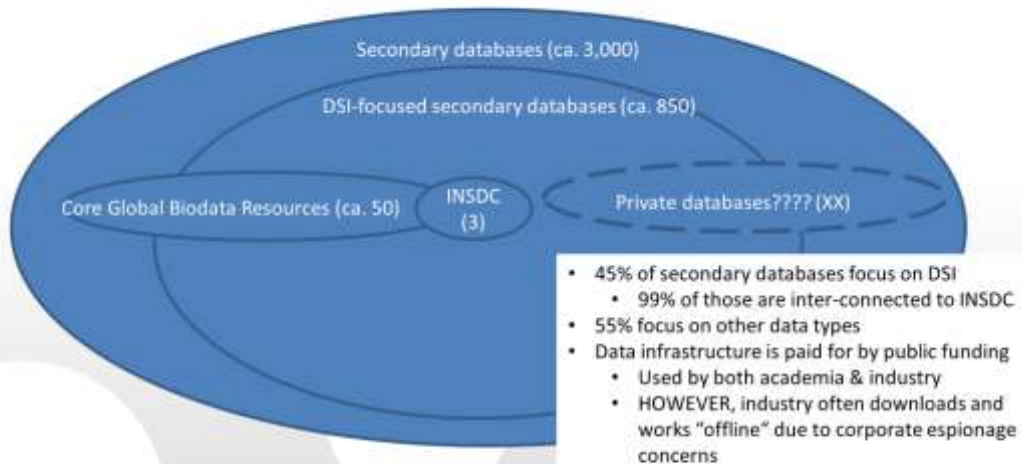 Secondary databases (ca. 3,000)
DSI-focused secondary databases (ca. 850)
Core Global Biodata Resources (ca. 50)
INSDC
(3)
Private databases???? (XX)
• 45% of secondary databases focus on DSI
• 99% of those are inter-connected to INSDC
• 55% focus on other data types
• Data infrastructure is paid for by public funding
• Used by both academia & industry
• HOWEVER, industry often downloads and
works "offline" due to corporate espionage
concerns